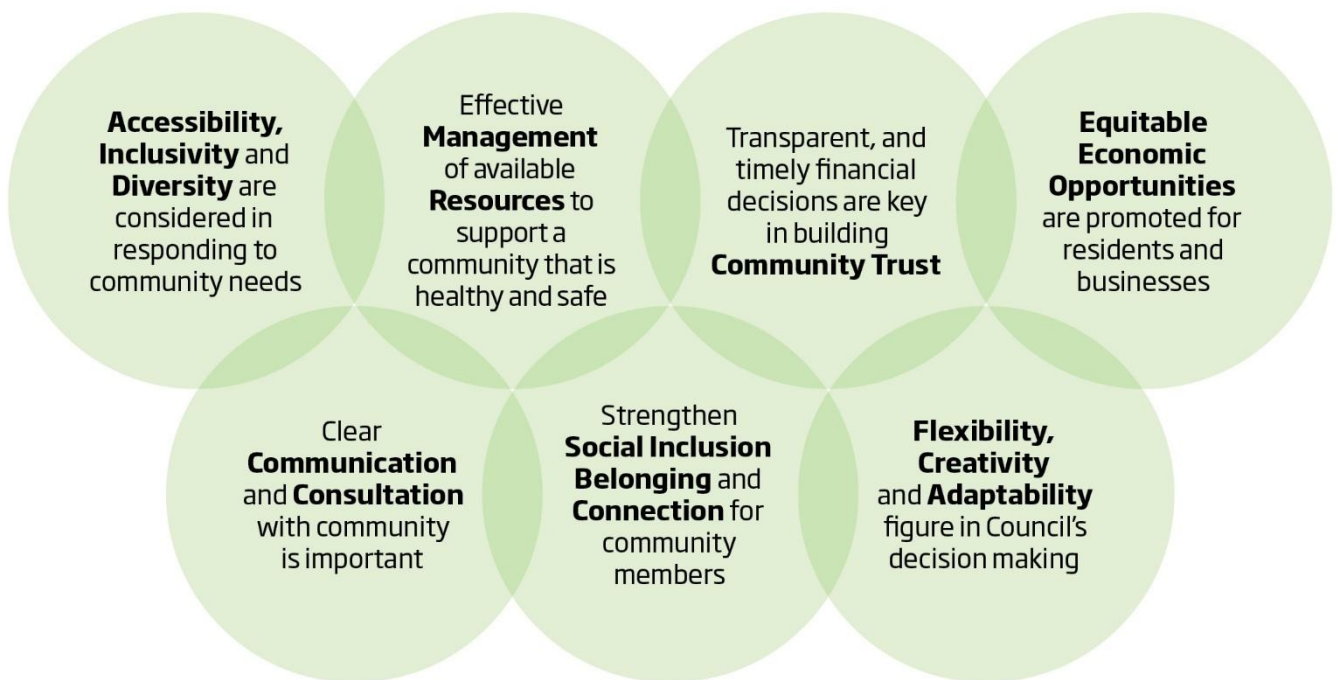 Accessibility,
Inclusivity and
Diversity are
considered in
responding to
community needs
Effective
Management
of available
Resources to
support a
community that is
healthy and safe
Transparent, and
timely financial
decisions are key
in building
Community Trust
Equitable
Economic
Opportunities
are promoted for
residents and
businesses
Clear
Communication
and Consultation
with community
is important
Strengthen
Social Inclusion
Belonging and
Connection for
community
members
Flexibility,
Creativity
and Adaptability
figure in Council's
decision making